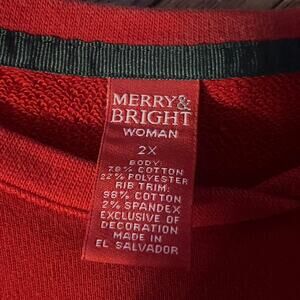 MERRY&
BRIGHT
WOMAN
2X
BODY:
78% COTTON
22% POLYESTER
RIB TRIM:
98% COTTON
2% SPANDEX
EXCLUSIVE OF
DECORATION
MADE IN
EL SALVADOR